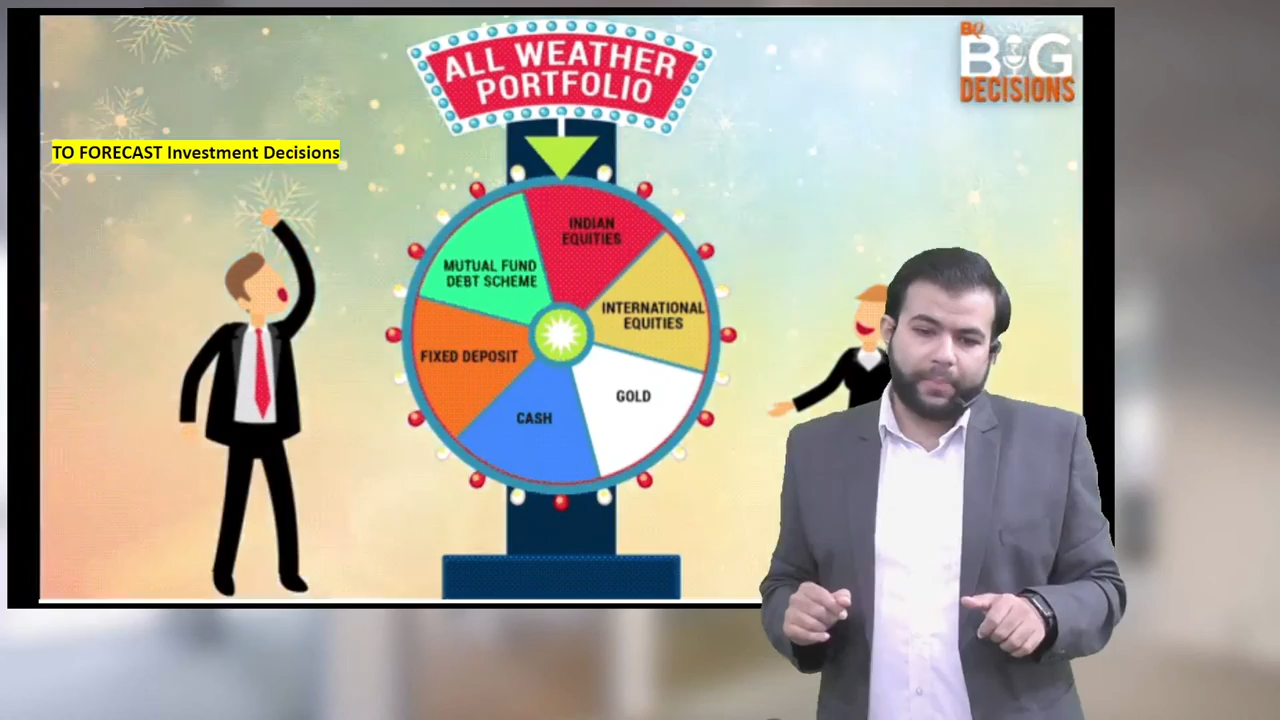 ALL WEATHER
PORTFOLIO
BQ
BIG
DECISIONS
TO FORECAST Investment Decisions
INDIAN
EQUITIES
MUTUAL FUND
DEBT SCHEME
INTERNATIONAL
EQUITIES
FIXED DEPOSIT
GOLD
CASH